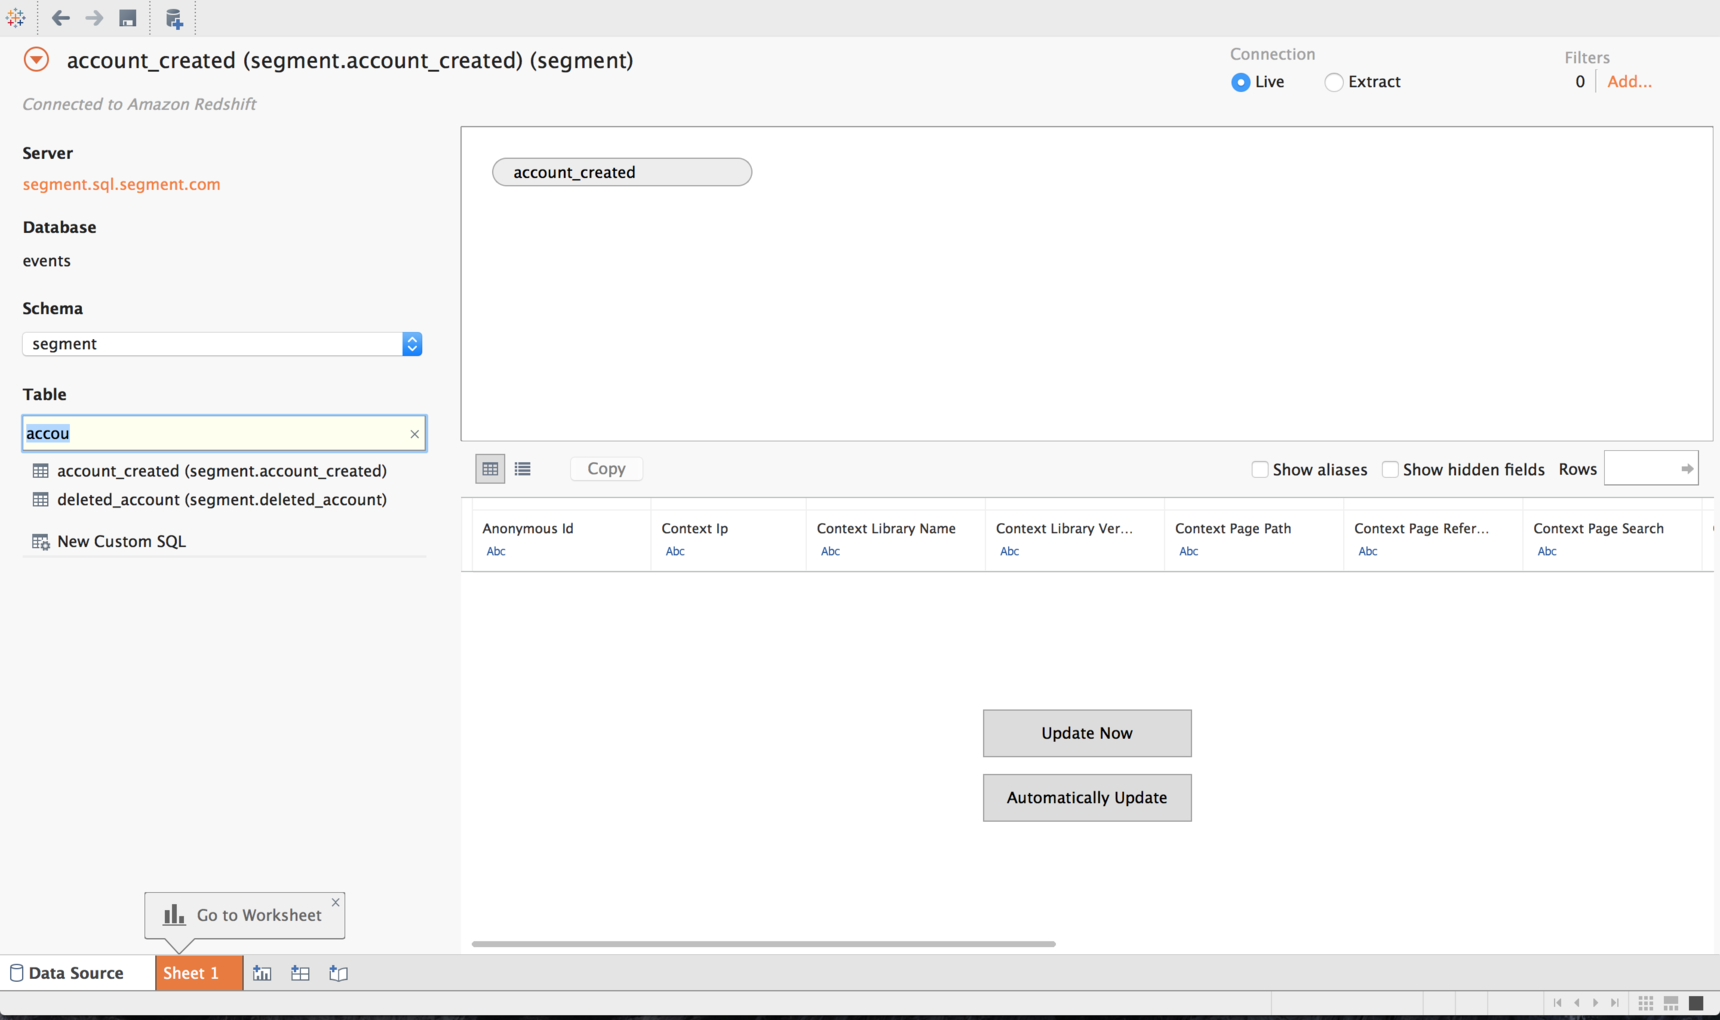 account_created (segment.account_created) (segment)
Connection
Live
Extract
Filters
0
Add...
Connected to Amazon Redshift
Server
segment.sql.segment.com
Database
events
Schema
segment
Table
accou
account_created (segment.account_created)
deleted_account (segment.deleted_account)
New Custom SQL
account_created
Copy
Show aliases
Show hidden fields
Rows
Anonymous Id
Context Ip
Context Library Name
Context Library Ver...
Context Page Path
Context Page Refer...
Context Page Search
Abc
Abc
Abc
Abc
Abc
Abc
Abc
Update Now
Automatically Update
Go to Worksheet
Data Source
Sheet 1